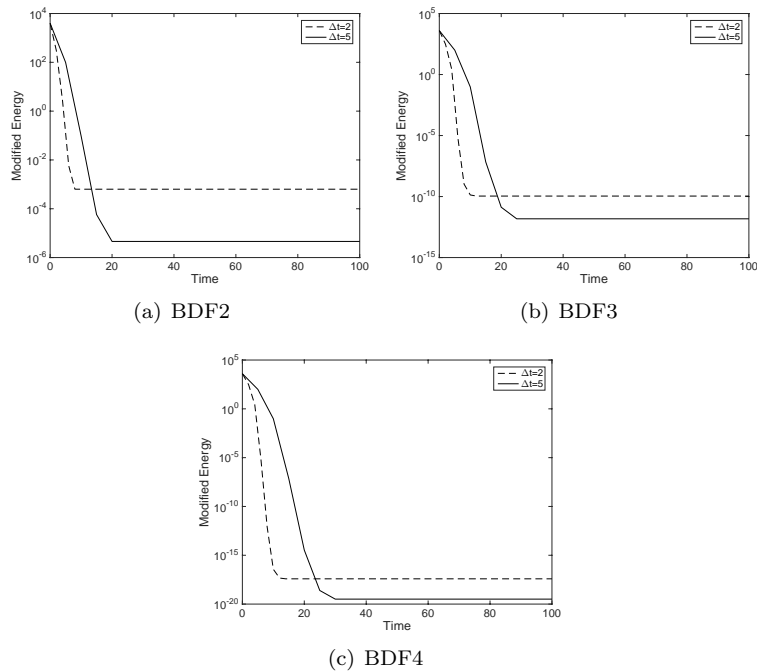 10^4
10^2
10^0
10^-2
10^-4
10^-6
Modified Energy
0 20 40 60 80 100
Time
Δt=2
Δt=5
(a) BDF2
10^5
10^0
10^-5
10^-10
10^-15
Modified Energy
0 20 40 60 80 100
Time
Δt=2
Δt=5
(b) BDF3
10^5
10^0
10^-5
10^-10
10^-15
10^-20
Modified Energy
0 20 40 60 80 100
Time
Δt=2
Δt=5
(c) BDF4